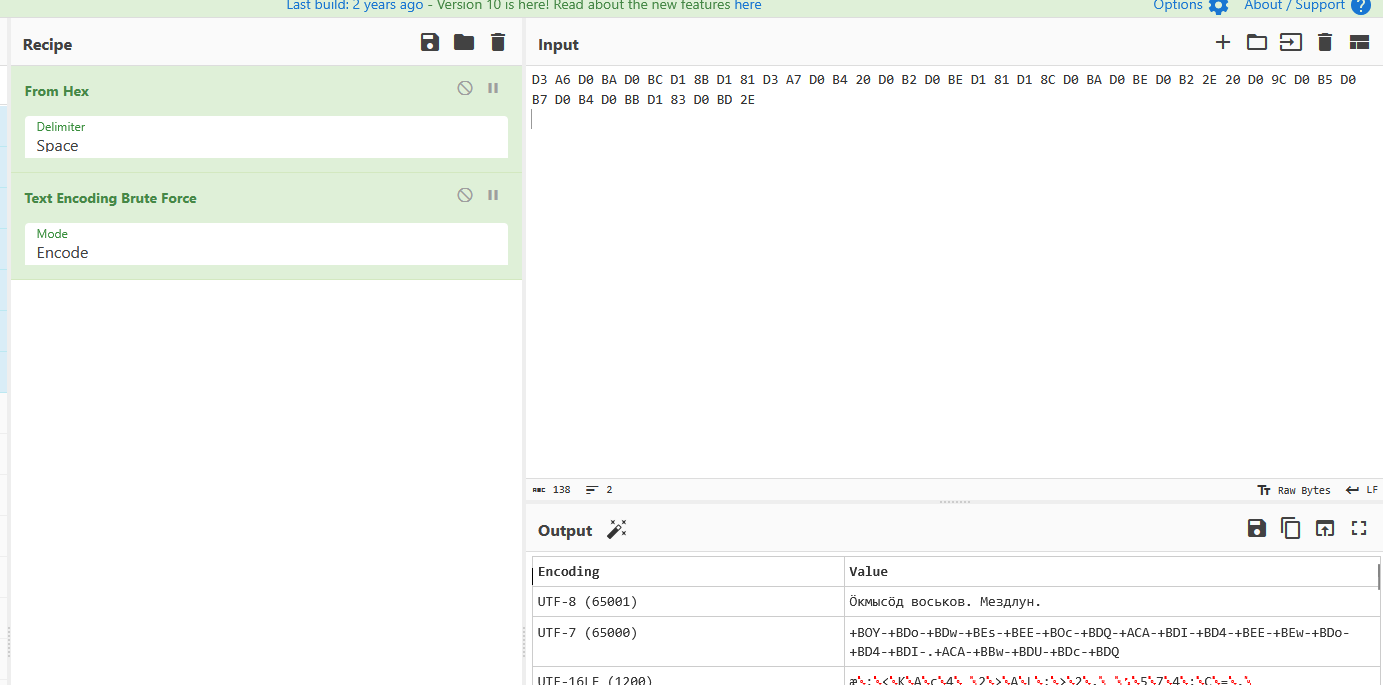 Last build: 2 years ago - Version 10 is here! Read about the new features here
Options
About / Support
Recipe
From Hex
Delimiter
Space
Text Encoding Brute Force
Mode
Encode
Input
D3 A6 D0 BA D0 BC D1 8B D1 81 D3 A7 D0 B4 20 D0 B2 D0 BE D1 81 D1 8C D0 BA D0 BE D0 B2 2E 20 D0 9C D0 B5 D0
B7 D0 B4 D0 BB D1 83 D0 BD 2E
138
2
Raw Bytes
LF
Output
Encoding Value
UTF-8 (65001) Ӧкмысӧд воськов. Мездлун.
UTF-7 (65000) +BOY-+BDo-+BDw-+BEs-+BEE-+BOc-+BDQ-+ACA-+BDI-+BD4-+BEE-+BEw-+BDo-
+BD4-+BDI-.+ACA-+BBw-+BDU-+BDc-+BDQ
UTF-16LE (1200)